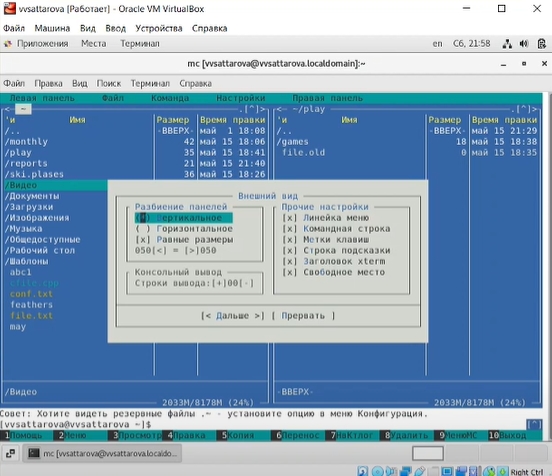 vvsattarova [Работает] - Oracle VM VirtualBox
Файл Машина Вид Ввод Устройства Справка
Приложения Места Терминал en Сб, 21:58
mc [vvsattarova@vvsattarova.localdomain]:~
Файл Правка Вид Поиск Терминал Справка
Левая панель Файл Команда Настройки Правая панель
<─ ~ .[^]> <─ ~/play .[^]>
'и Имя Размер Время правки 'и Имя Размер Время правки
/.. -ВВЕРХ- май 1 18:08 /.. -ВВЕРХ- май 15 21:29
/monthly 42 май 15 18:06 /games 18 май 15 18:38
/play 35 май 15 18:41 file.old 0 май 15 18:35
/reports 21 май 15 21:40
/ski.plases 36 май 15 18:26
/Видео
/Документы
/Загрузки
/Изображения
/Музыка
/Общедоступные
/Рабочий стол
/Шаблоны
abc1
conf.txt
feathers
file.txt
may
Внешний вид
Разбиение панелей Прочие настройки
(*) Вертикальное [x] Линейка меню
( ) Горизонтальное [x] Командная строка
[x] Равные размеры [x] Метки клавиш
050[<] = [>]050 [x] Строка подсказки
[x] Заголовок xterm
Консольный вывод [x] Свободное место
Строки вывода:[+]00[-]
[< Дальше >] [ Прервать ]
/Видео -ВВЕРХ-
2033M/8178M (24%) 2033M/8178M (24%)
Совет: Хотите видеть резервные файлы .~ - установите опцию в меню Конфигурация.
[vvsattarova@vvsattarova ~]$ [^]
1Помощь 2Меню 3Просмотр 4Правка 5Копия 6Перенос 7НвКтлог 8Удалить 9МенюMC 10Выход
mc [vvsattarova@vvsattarova.localdo...
Right Ctrl